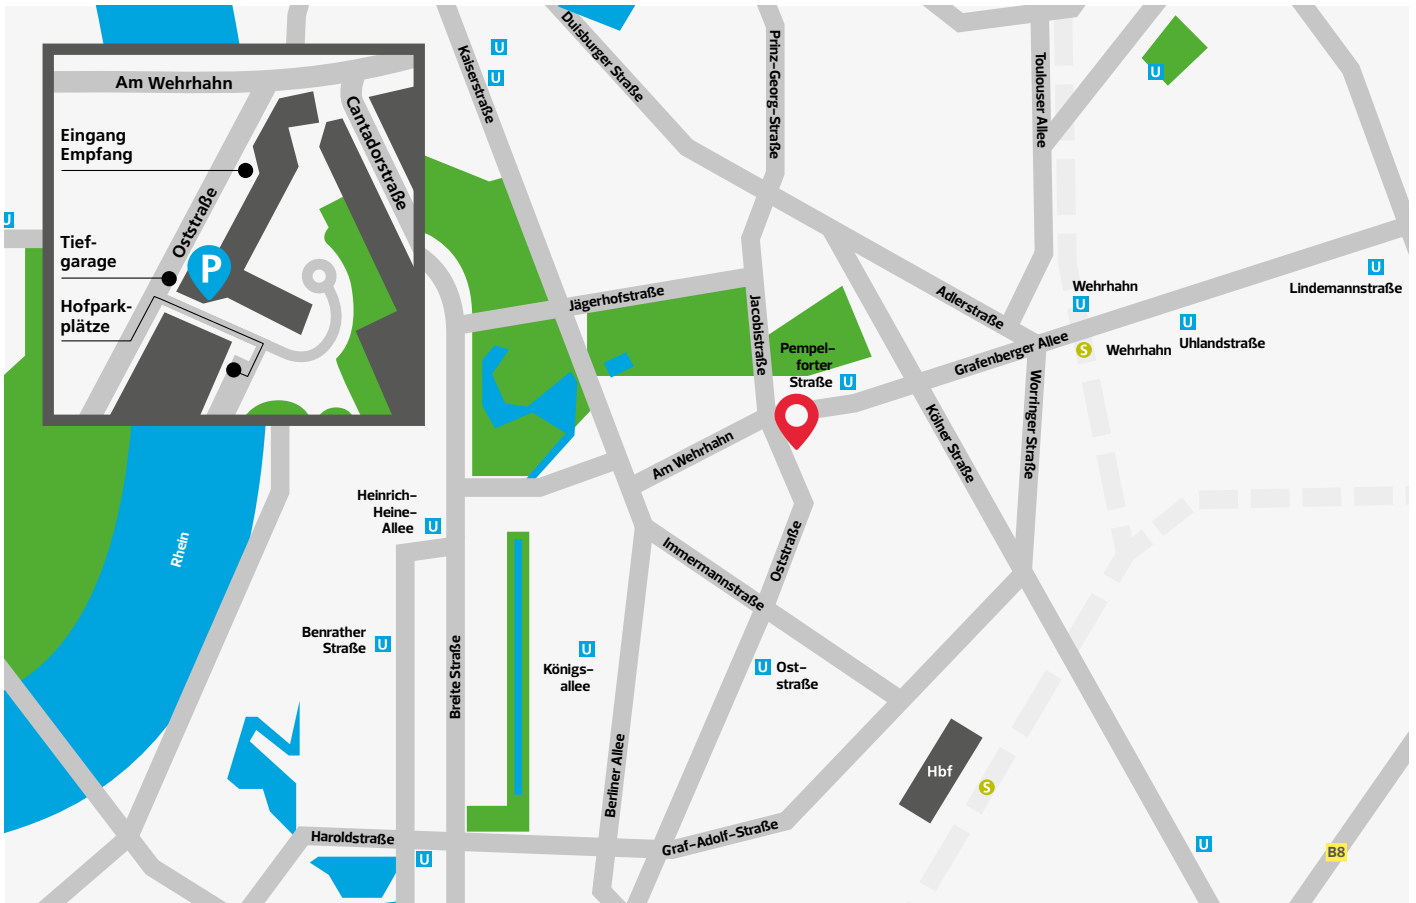 Am Wehrhahn
Eingang
Empfang
Cantadorstraße
Oststraße
Tief-
garage
P
Hofpark-
plätze
Kaiserstraße
U
U
Duisburger Straße
Prinz-Georg-Straße
Toulouser Allee
U
U
Jägerhofstraße
Jacobistraße
Adlerstraße
Wehrhahn
U
U
Lindemannstraße
U
Uhlandstraße
S
Wehrhahn
Grafenberger Allee
Pempel-
forter
Straße
U
Am Wehrhahn
Kölner Straße
Worringer Straße
Heinrich-
Heine-
Allee
U
Rhein
Immermannstraße
Oststraße
Benrather
Straße
U
Breite Straße
U
Königs-
allee
U
Ost-
straße
Berliner Allee
Hbf
S
Haroldstraße
U
Graf-Adolf-Straße
U
B8